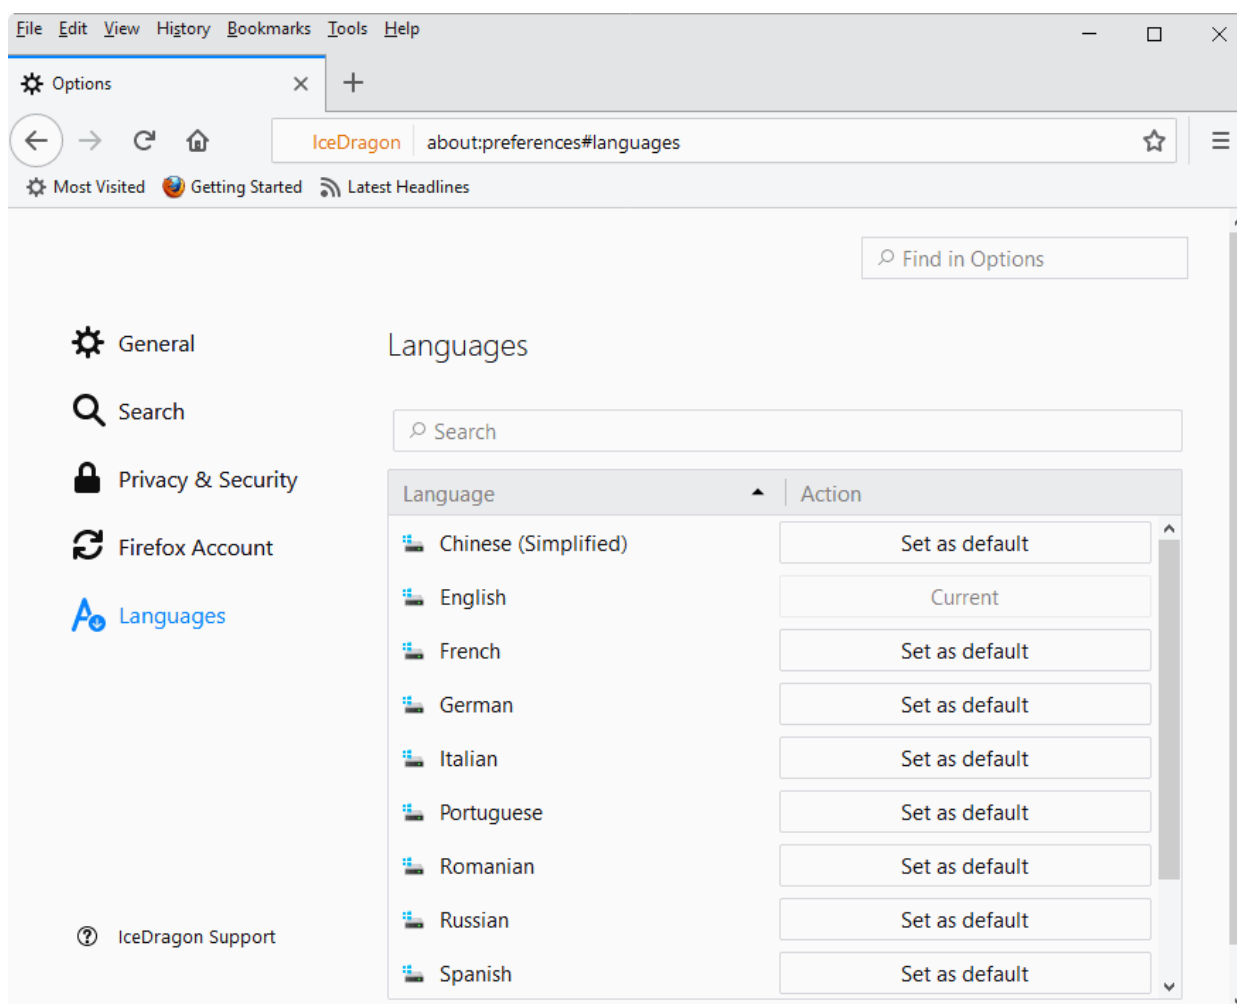 File Edit View History Bookmarks Tools Help
Options
IceDragon about:preferences#languages
Most Visited Getting Started Latest Headlines
Find in Options
General
Search
Privacy & Security
Firefox Account
Languages
IceDragon Support
Languages
Search
Language Action
Chinese (Simplified) Set as default
English Current
French Set as default
German Set as default
Italian Set as default
Portuguese Set as default
Romanian Set as default
Russian Set as default
Spanish Set as default